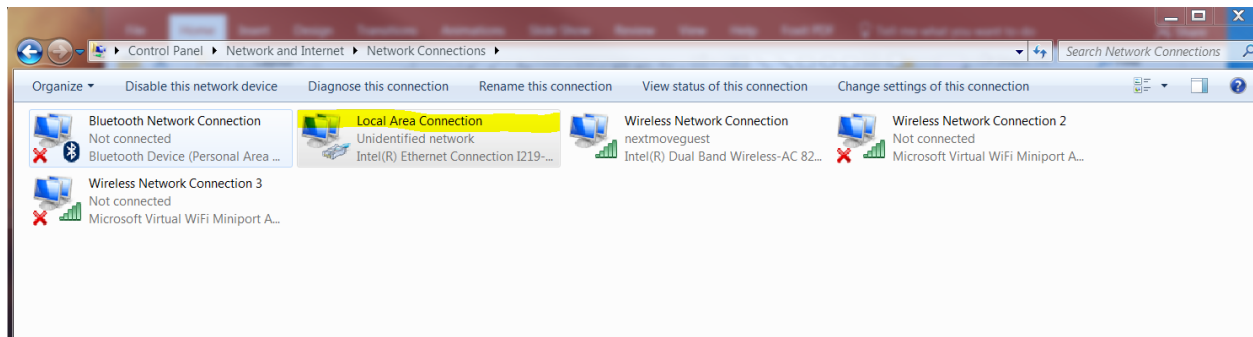 Control Panel Network and Internet Network Connections
Search Network Connections
Organize Disable this network device Diagnose this connection Rename this connection View status of this connection Change settings of this connection
Bluetooth Network Connection
Not connected
Bluetooth Device (Personal Area ...
Local Area Connection
Unidentified network
Intel(R) Ethernet Connection I219-...
Wireless Network Connection
nextmoveguest
Intel(R) Dual Band Wireless-AC 82...
Wireless Network Connection 2
Not connected
Microsoft Virtual WiFi Miniport A...
Wireless Network Connection 3
Not connected
Microsoft Virtual WiFi Miniport A...